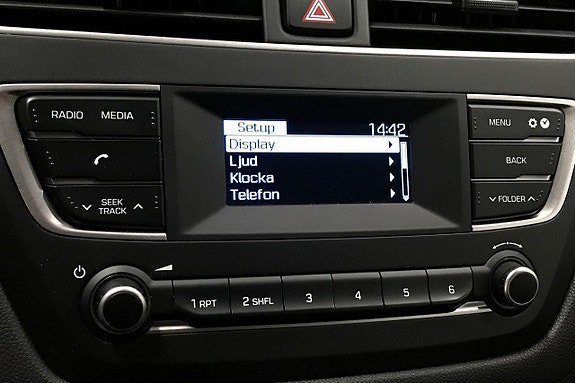 RADIO MEDIA
SEEK
TRACK
Setup 14:42
Display
Ljud
Klocka
Telefon
MENU
BACK
FOLDER
1 RPT 2 SHFL 3 4 5 6